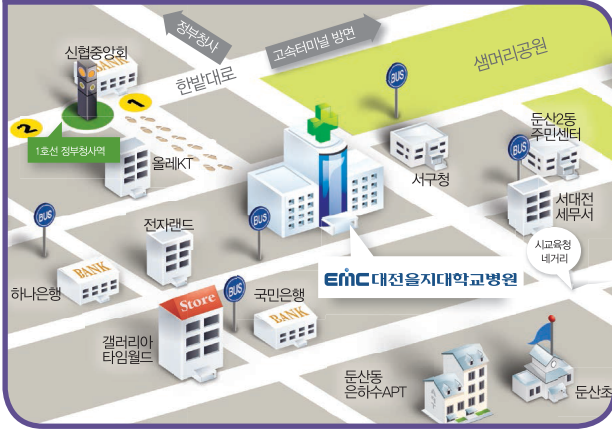 정부청사
고속터미널 방면
신협중앙회
한밭대로
샘머리공원
BANK
BUS
1
2
둔산2동
주민센터
1호선 정부청사역
올레KT
BUS
서구청
서대전
세무서
BUS
전자랜드
BUS
시교육청
네거리
BANK
EMC 대전을지대학교병원
하나은행
Store
BUS
국민은행
갤러리아
타임월드
BANK
둔산동
은하수APT
둔산초